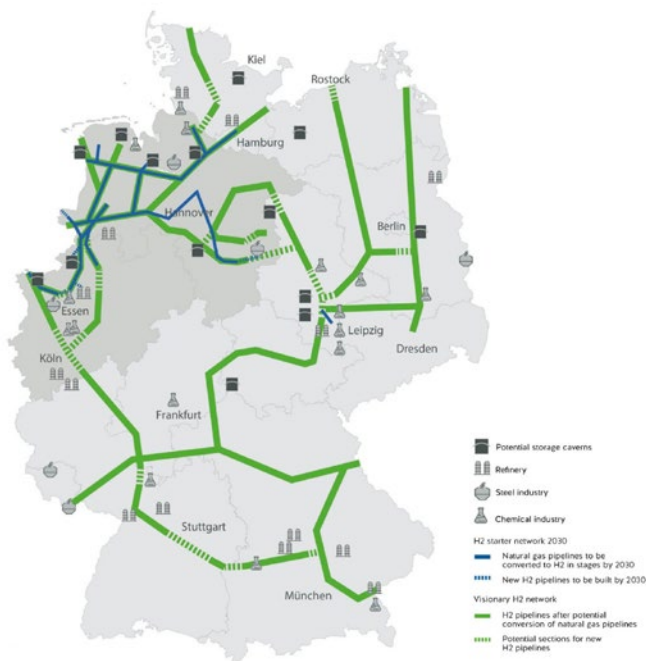 Kiel
Rostock
Hamburg
Hannover
Berlin
Essen
Leipzig
Köln
Dresden
Frankfurt
Stuttgart
München
Potential storage caverns
Refinery
Steel industry
Chemical industry
H2 starter network 2030
Natural gas pipelines to be
converted to H2 in stages by 2030
New H2 pipelines to be built by 2030
Visionary H2 network
H2 pipelines after potential
conversion of natural gas pipelines
Potential sections for new
H2 pipelines